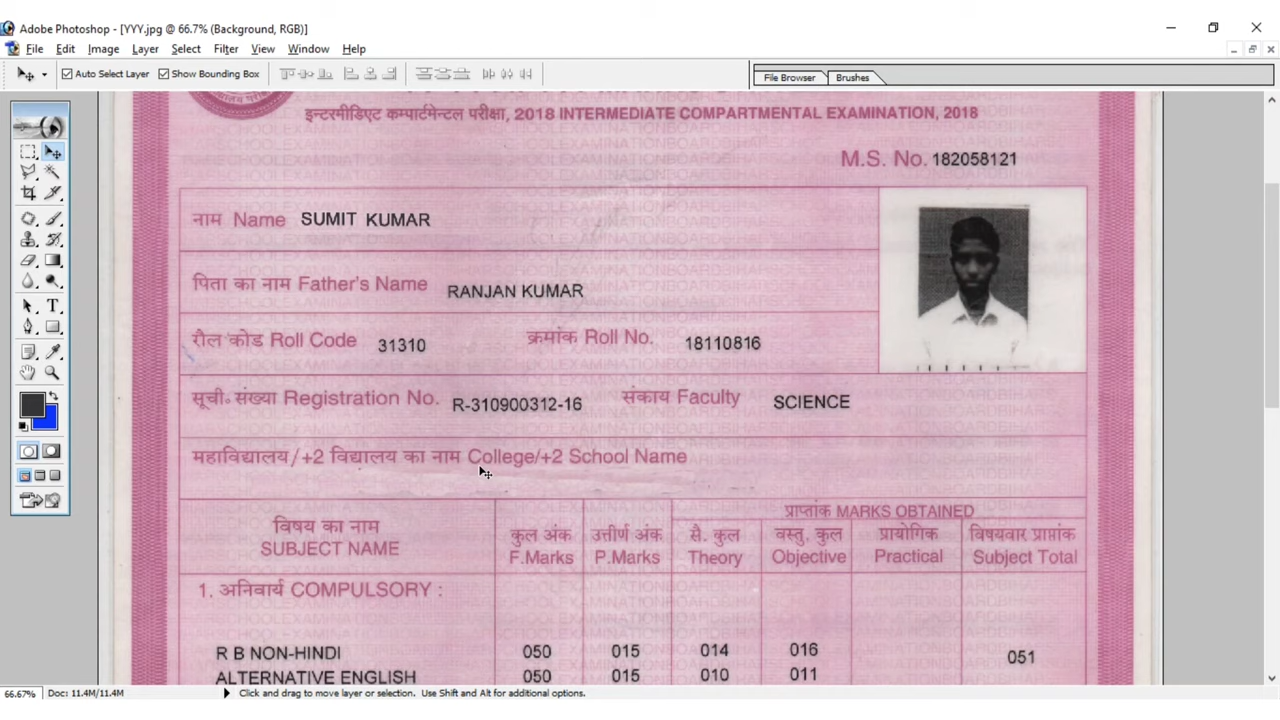 Adobe Photoshop - [YYY.jpg @ 66.7% (Background, RGB)]
File Edit Image Layer Select Filter View Window Help
Auto Select Layer Show Bounding Box File Browser Brushes
इन्टरमीडिएट कम्पार्टमेन्टल परीक्षा, 2018 INTERMEDIATE COMPARTMENTAL EXAMINATION, 2018
M.S. No. 182058121
नाम Name SUMIT KUMAR
पिता का नाम Father's Name RANJAN KUMAR
रौल कोड Roll Code 31310 क्रमांक Roll No. 18110816
सूची॰ संख्या Registration No. R-310900312-16 संकाय Faculty SCIENCE
महाविद्यालय/+2 विद्यालय का नाम College/+2 School Name
प्राप्तांक MARKS OBTAINED
विषय का नाम कुल अंक उत्तीर्ण अंक सै. कुल वस्तु. कुल प्रायोगिक विषयवार प्राप्तांक
SUBJECT NAME F.Marks P.Marks Theory Objective Practical Subject Total
1. अनिवार्य COMPULSORY :
R B NON-HINDI 050 015 014 016 051
ALTERNATIVE ENGLISH 050 015 010 011
66.67% Doc: 11.4M/11.4M Click and drag to move layer or selection. Use Shift and Alt for additional options.